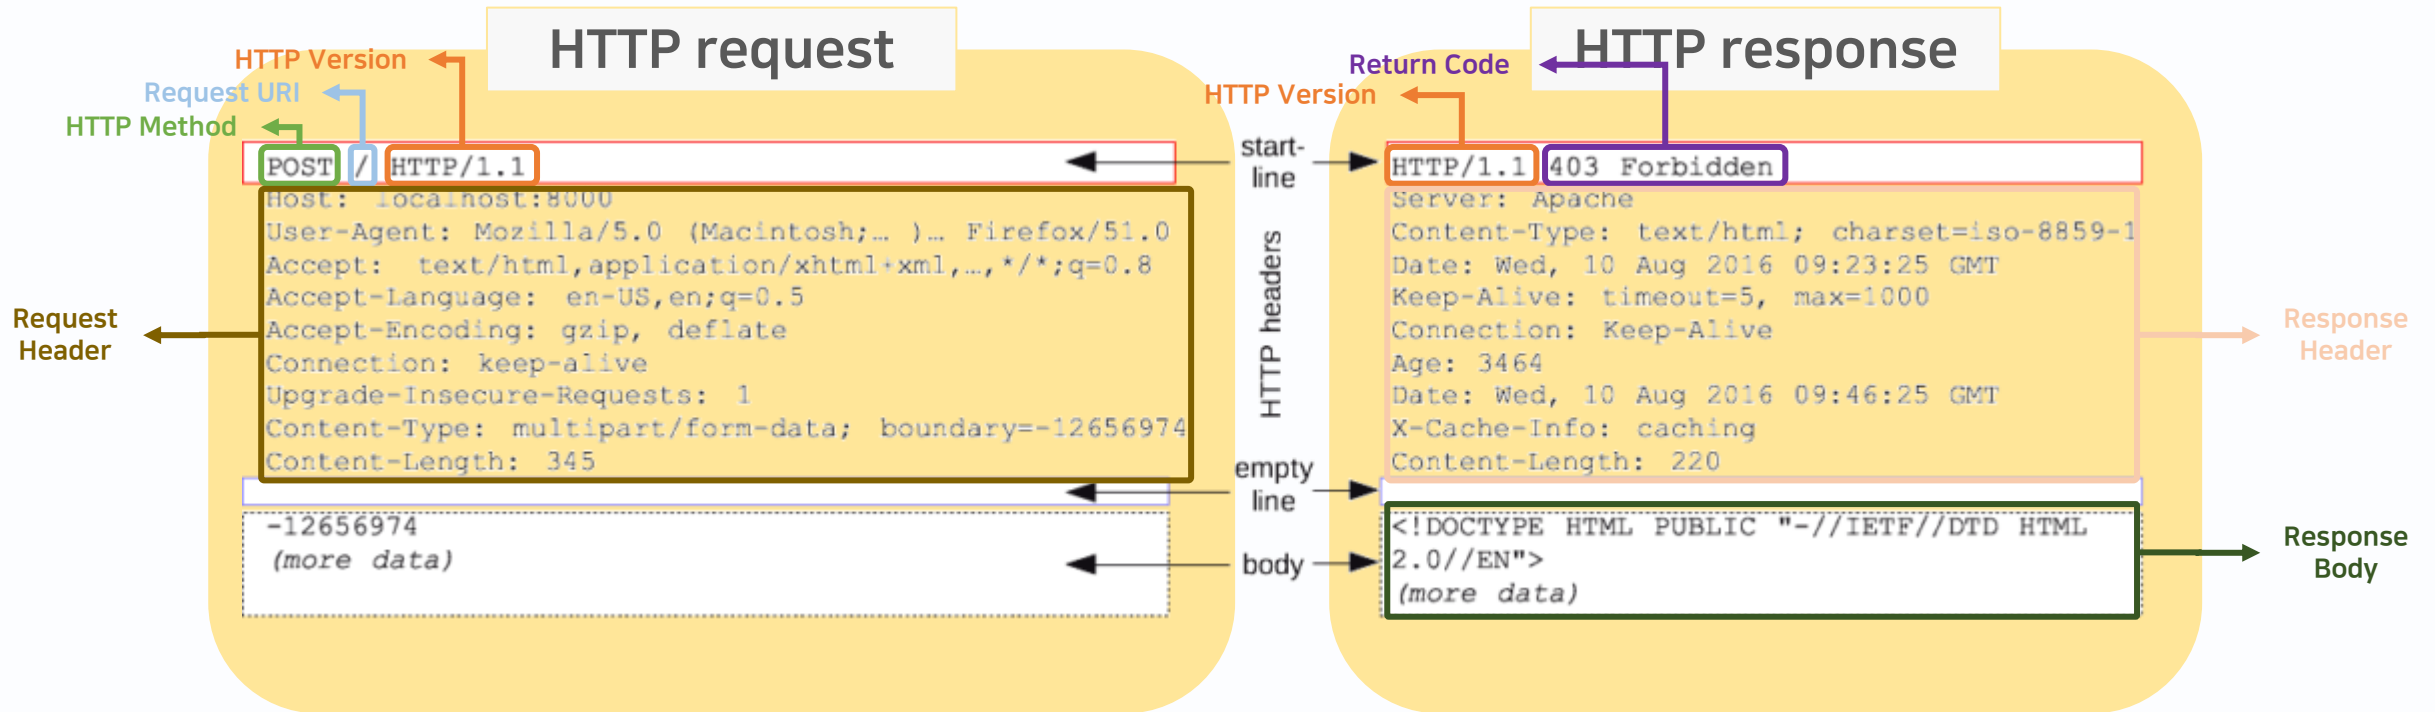 HTTP request
HTTP Version
Request URI
HTTP Method
POST / HTTP/1.1
Host: localhost:8000
User-Agent: Mozilla/5.0 (Macintosh;… )… Firefox/51.0
Accept: text/html,application/xhtml+xml,…,*/*;q=0.8
Accept-Language: en-US,en;q=0.5
Accept-Encoding: gzip, deflate
Connection: keep-alive
Upgrade-Insecure-Requests: 1
Content-Type: multipart/form-data; boundary=-12656974
Content-Length: 345
-12656974
(more data)
Request
Header
start-
line
HTTP headers
empty
line
body
HTTP response
Return Code
HTTP Version
HTTP/1.1 403 Forbidden
Server: Apache
Content-Type: text/html; charset=iso-8859-1
Date: Wed, 10 Aug 2016 09:23:25 GMT
Keep-Alive: timeout=5, max=1000
Connection: Keep-Alive
Age: 3464
Date: Wed, 10 Aug 2016 09:46:25 GMT
X-Cache-Info: caching
Content-Length: 220
<!DOCTYPE HTML PUBLIC "-//IETF//DTD HTML
2.0//EN">
(more data)
Response
Header
Response
Body